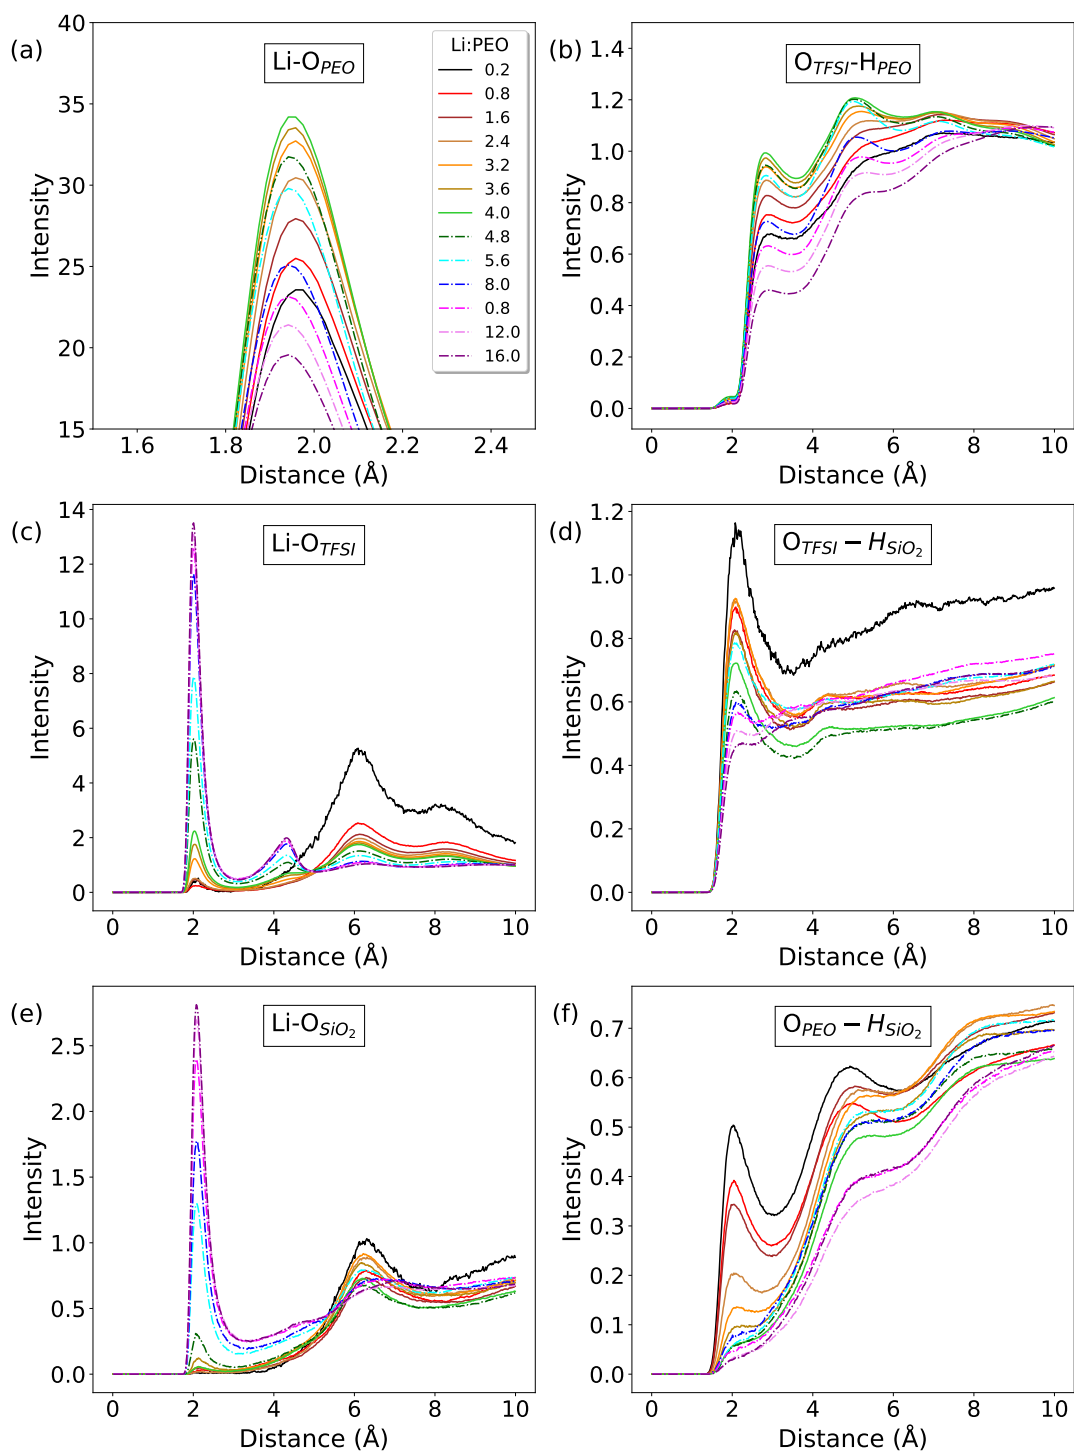 (a)
Li-O_PEO
Li:PEO
0.2
0.8
1.6
2.4
3.2
3.6
4.0
4.8
5.6
8.0
0.8
12.0
16.0
40
35
30
25
20
15
Intensity
1.6 1.8 2.0 2.2 2.4
Distance (Å)
(b)
O_TFSI-H_PEO
1.4
1.2
1.0
0.8
0.6
0.4
0.2
0.0
Intensity
0 2 4 6 8 10
Distance (Å)
(c)
Li-O_TFSI
14
12
10
8
6
4
2
0
Intensity
0 2 4 6 8 10
Distance (Å)
(d)
O_TFSI − H_SiO₂
1.2
1.0
0.8
0.6
0.4
0.2
0.0
Intensity
0 2 4 6 8 10
Distance (Å)
(e)
Li-O_SiO₂
2.5
2.0
1.5
1.0
0.5
0.0
Intensity
0 2 4 6 8 10
Distance (Å)
(f)
O_PEO − H_SiO₂
0.7
0.6
0.5
0.4
0.3
0.2
0.1
0.0
Intensity
0 2 4 6 8 10
Distance (Å)